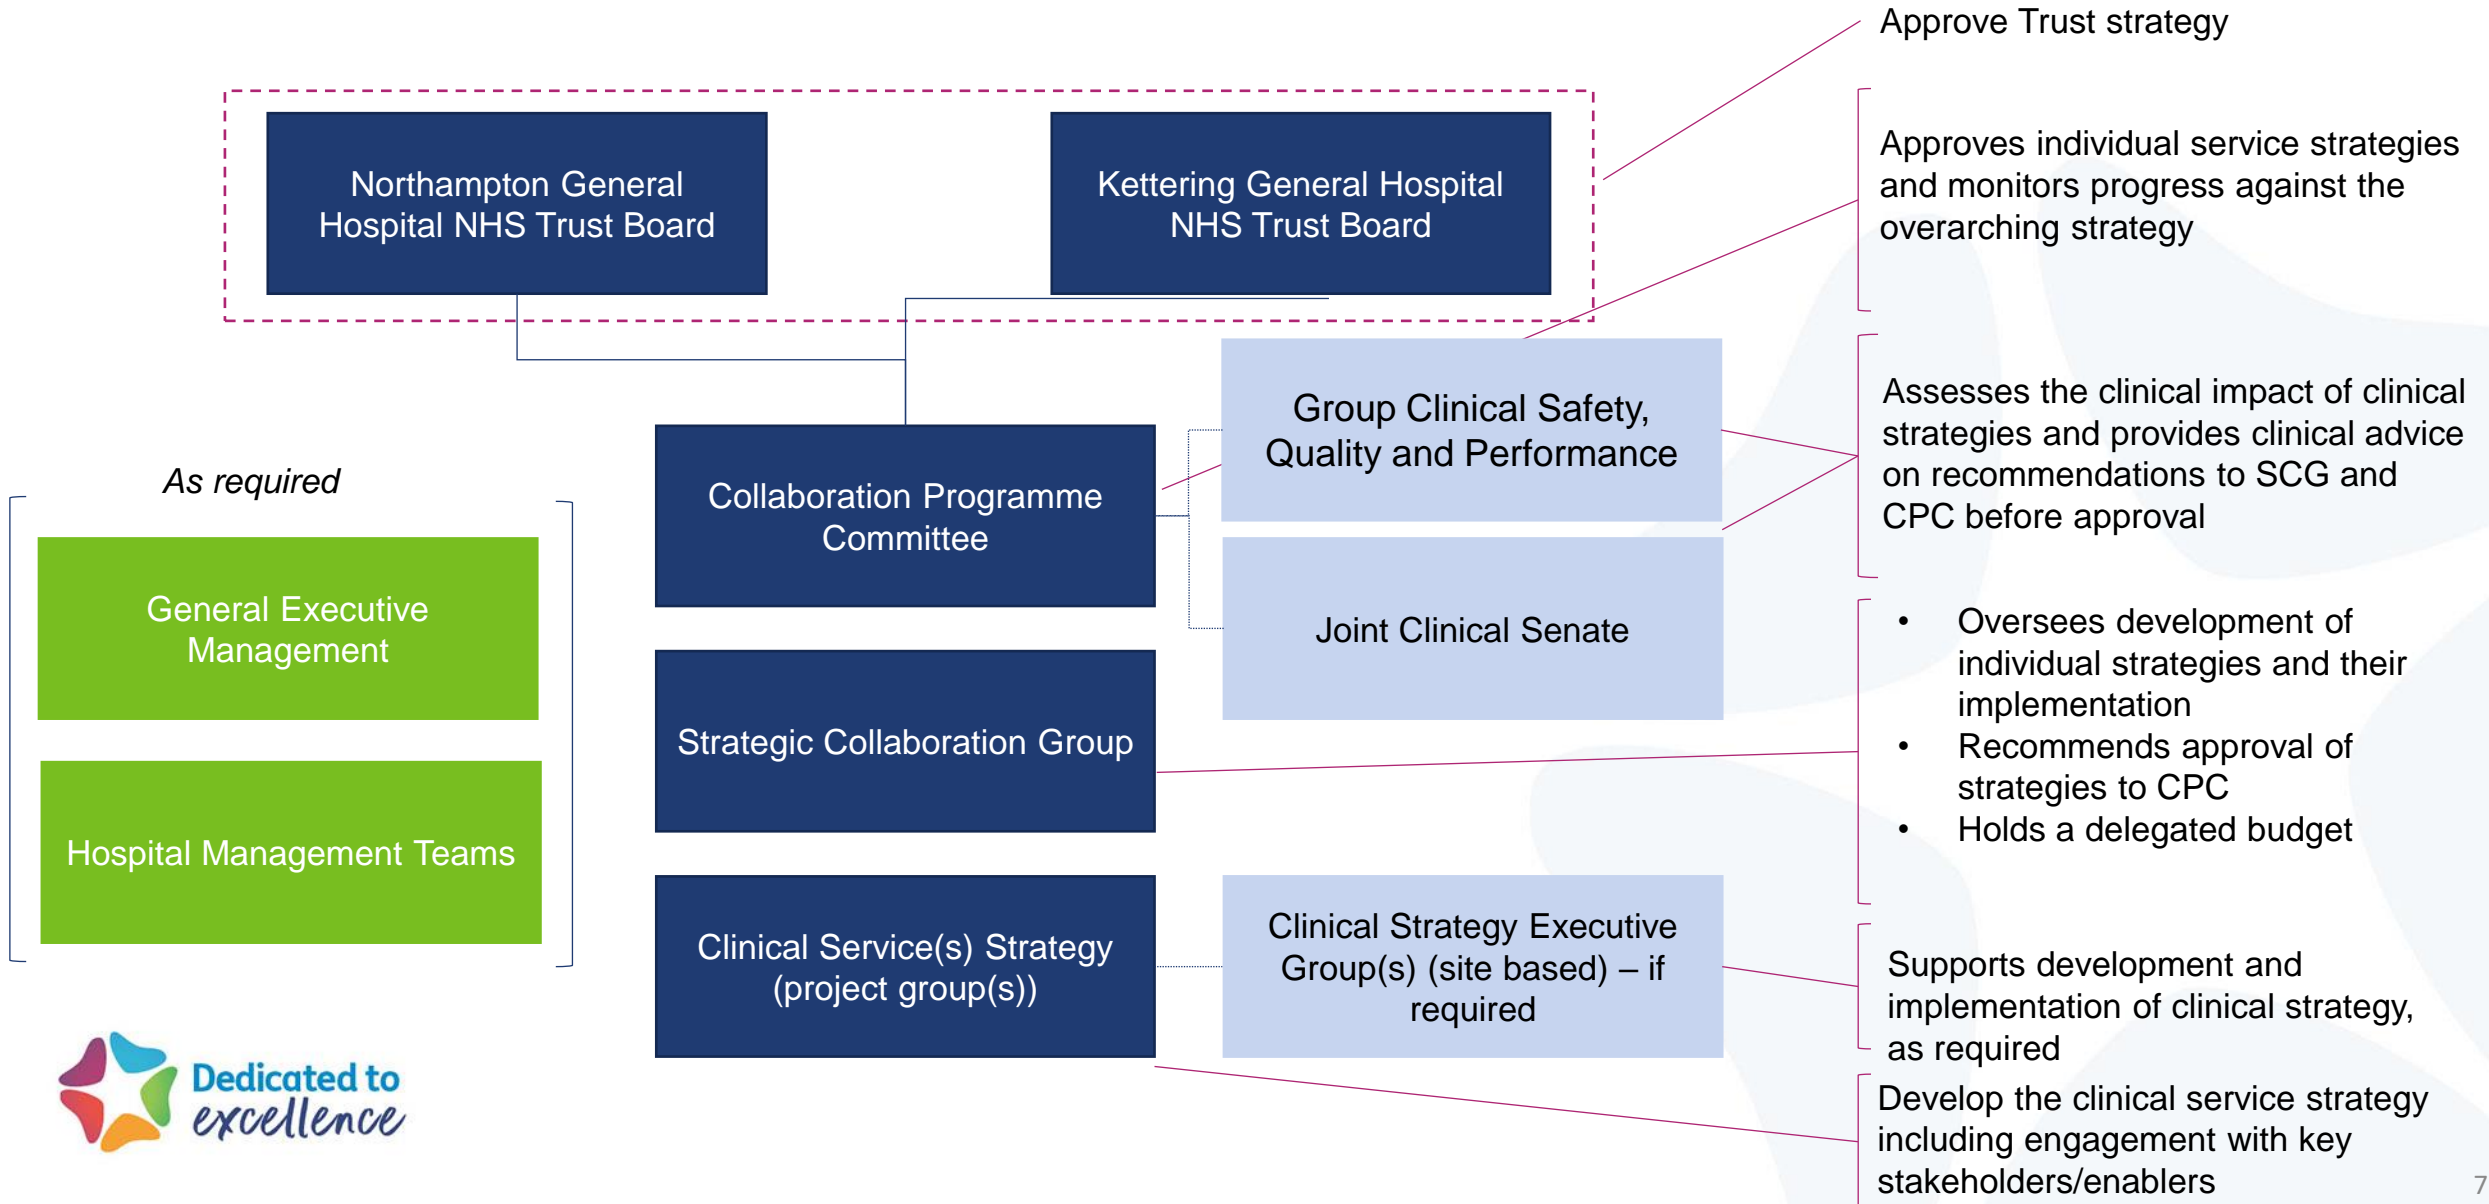 Approve Trust strategy
Northampton General
Hospital NHS Trust Board
Kettering General Hospital
NHS Trust Board
Approves individual service strategies
and monitors progress against the
overarching strategy
Group Clinical Safety,
Quality and Performance
Assesses the clinical impact of clinical
strategies and provides clinical advice
on recommendations to SCG and
CPC before approval
As required
Collaboration Programme
Committee
General Executive
Management
Joint Clinical Senate
• Oversees development of
individual strategies and their
implementation
• Recommends approval of
strategies to CPC
• Holds a delegated budget
Strategic Collaboration Group
Hospital Management Teams
Clinical Service(s) Strategy
(project group(s))
Clinical Strategy Executive
Group(s) (site based) – if
required
Supports development and
implementation of clinical strategy,
as required
Dedicated to
excellence
Develop the clinical service strategy
including engagement with key
stakeholders/enablers
7